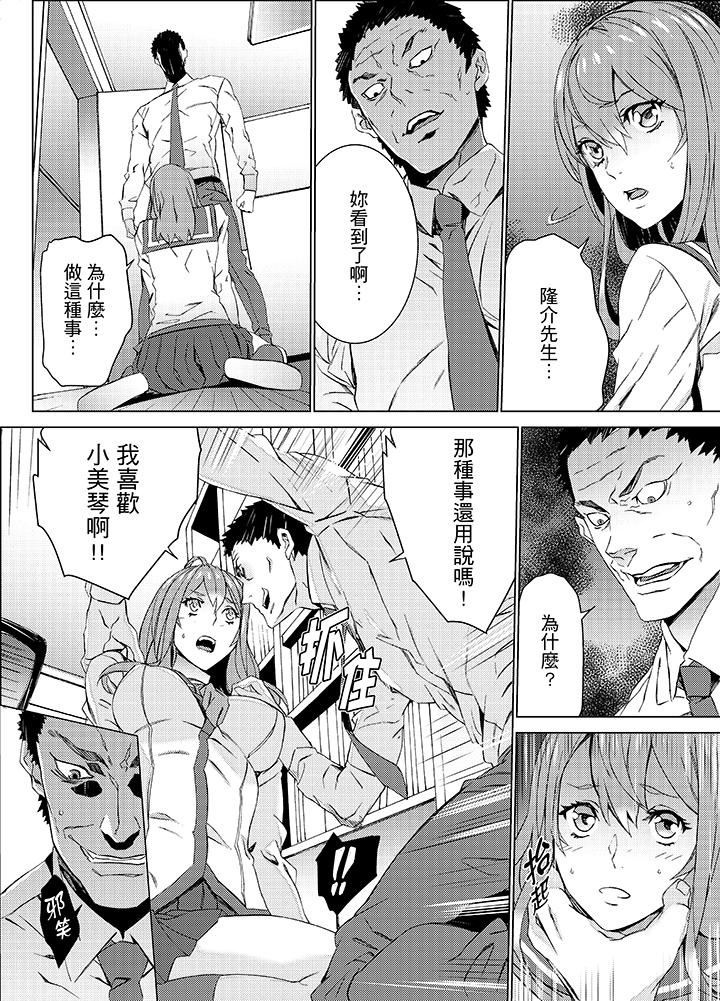 隆介先生…
妳看到了啊…
為什麼…
做這種事…
為什麼？
抬起
那種事還用說嗎！
抓住
我喜歡
小美琴啊!!
!!
邪笑